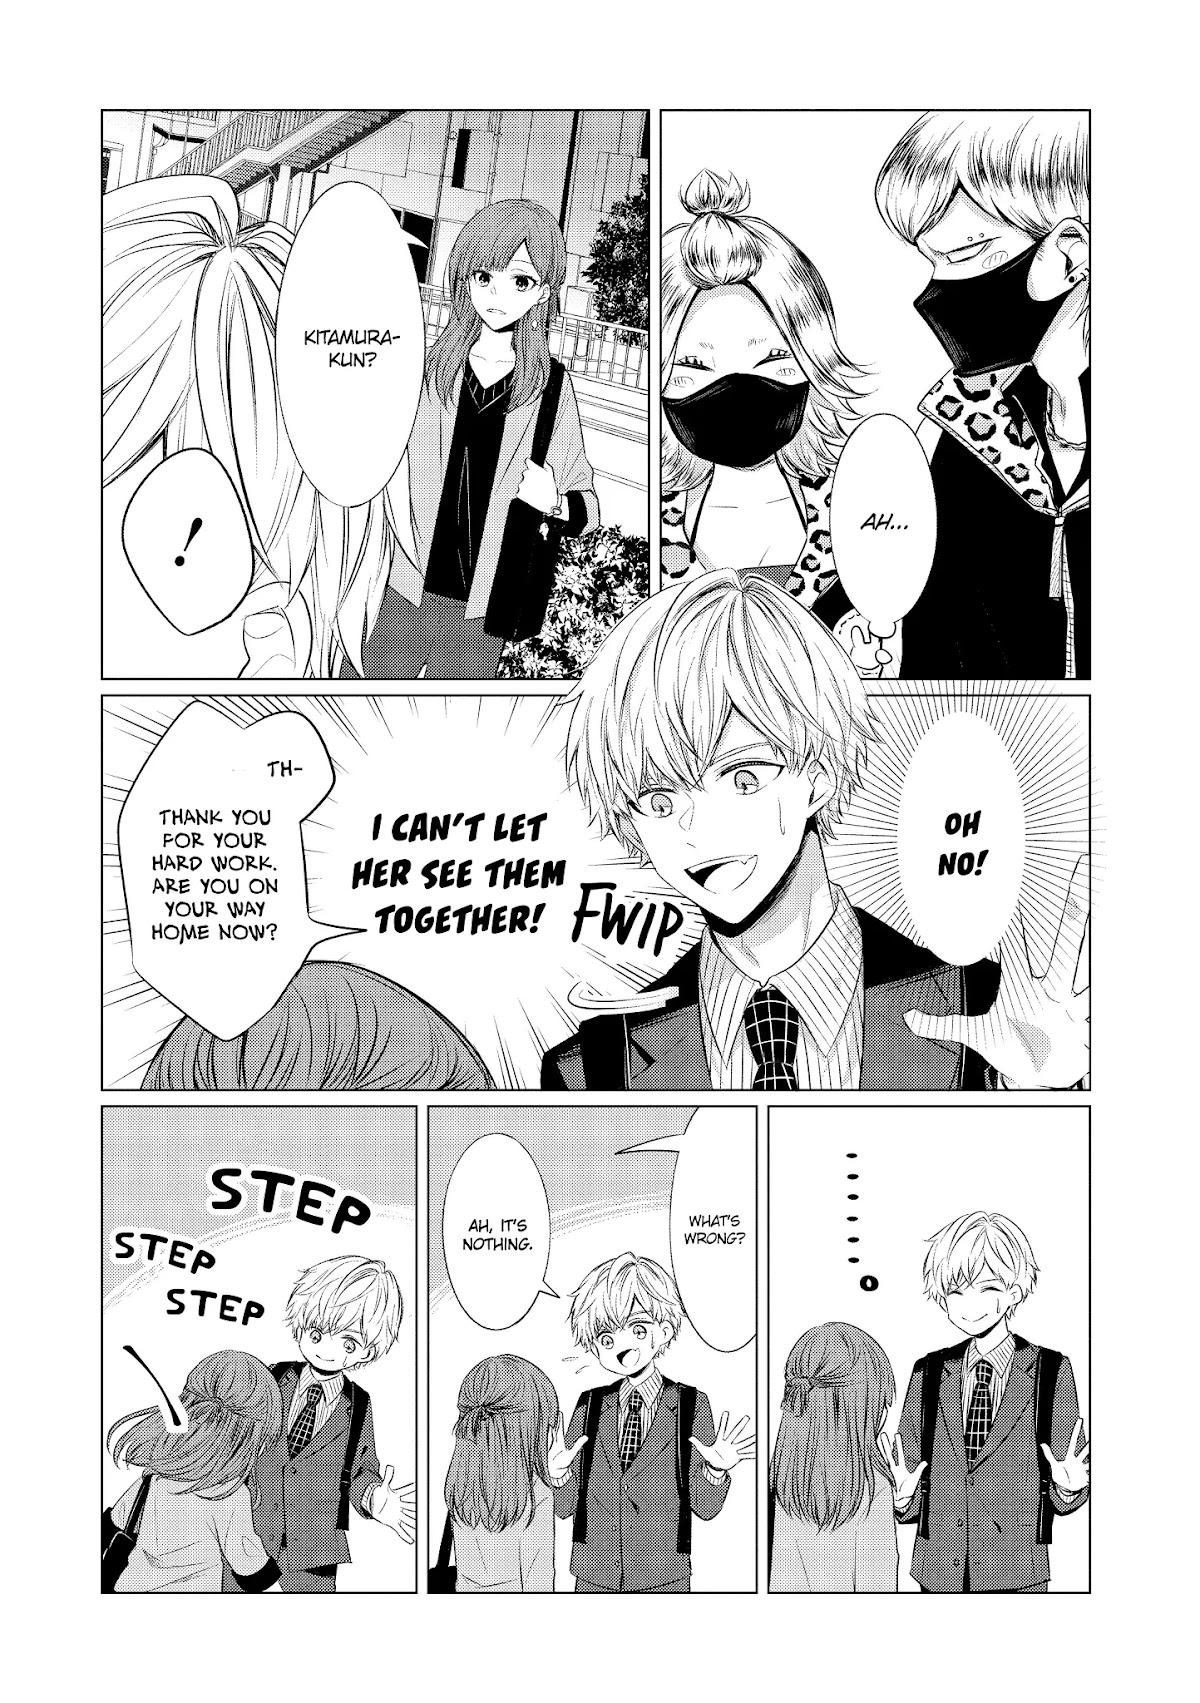 AH...
KITAMURA-
KUN?
!
OH
NO!
I CAN'T LET
HER SEE THEM
TOGETHER!
FWIP
TH-
THANK YOU
FOR YOUR
HARD WORK.
ARE YOU ON
YOUR WAY
HOME NOW?
WHAT'S
WRONG?
AH, IT'S
NOTHING.
STEP
STEP
STEP
!